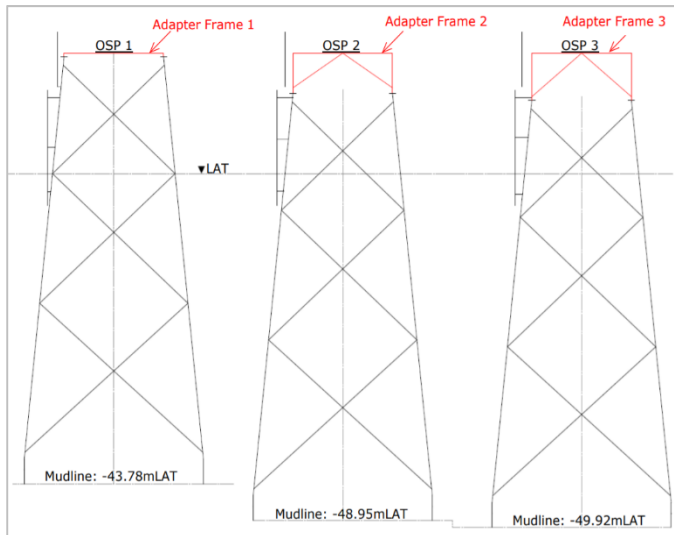 Adapter Frame 1
OSP 1
Adapter Frame 2
OSP 2
Adapter Frame 3
OSP 3
▾LAT
Mudline: -43.78mLAT
Mudline: -48.95mLAT
Mudline: -49.92mLAT